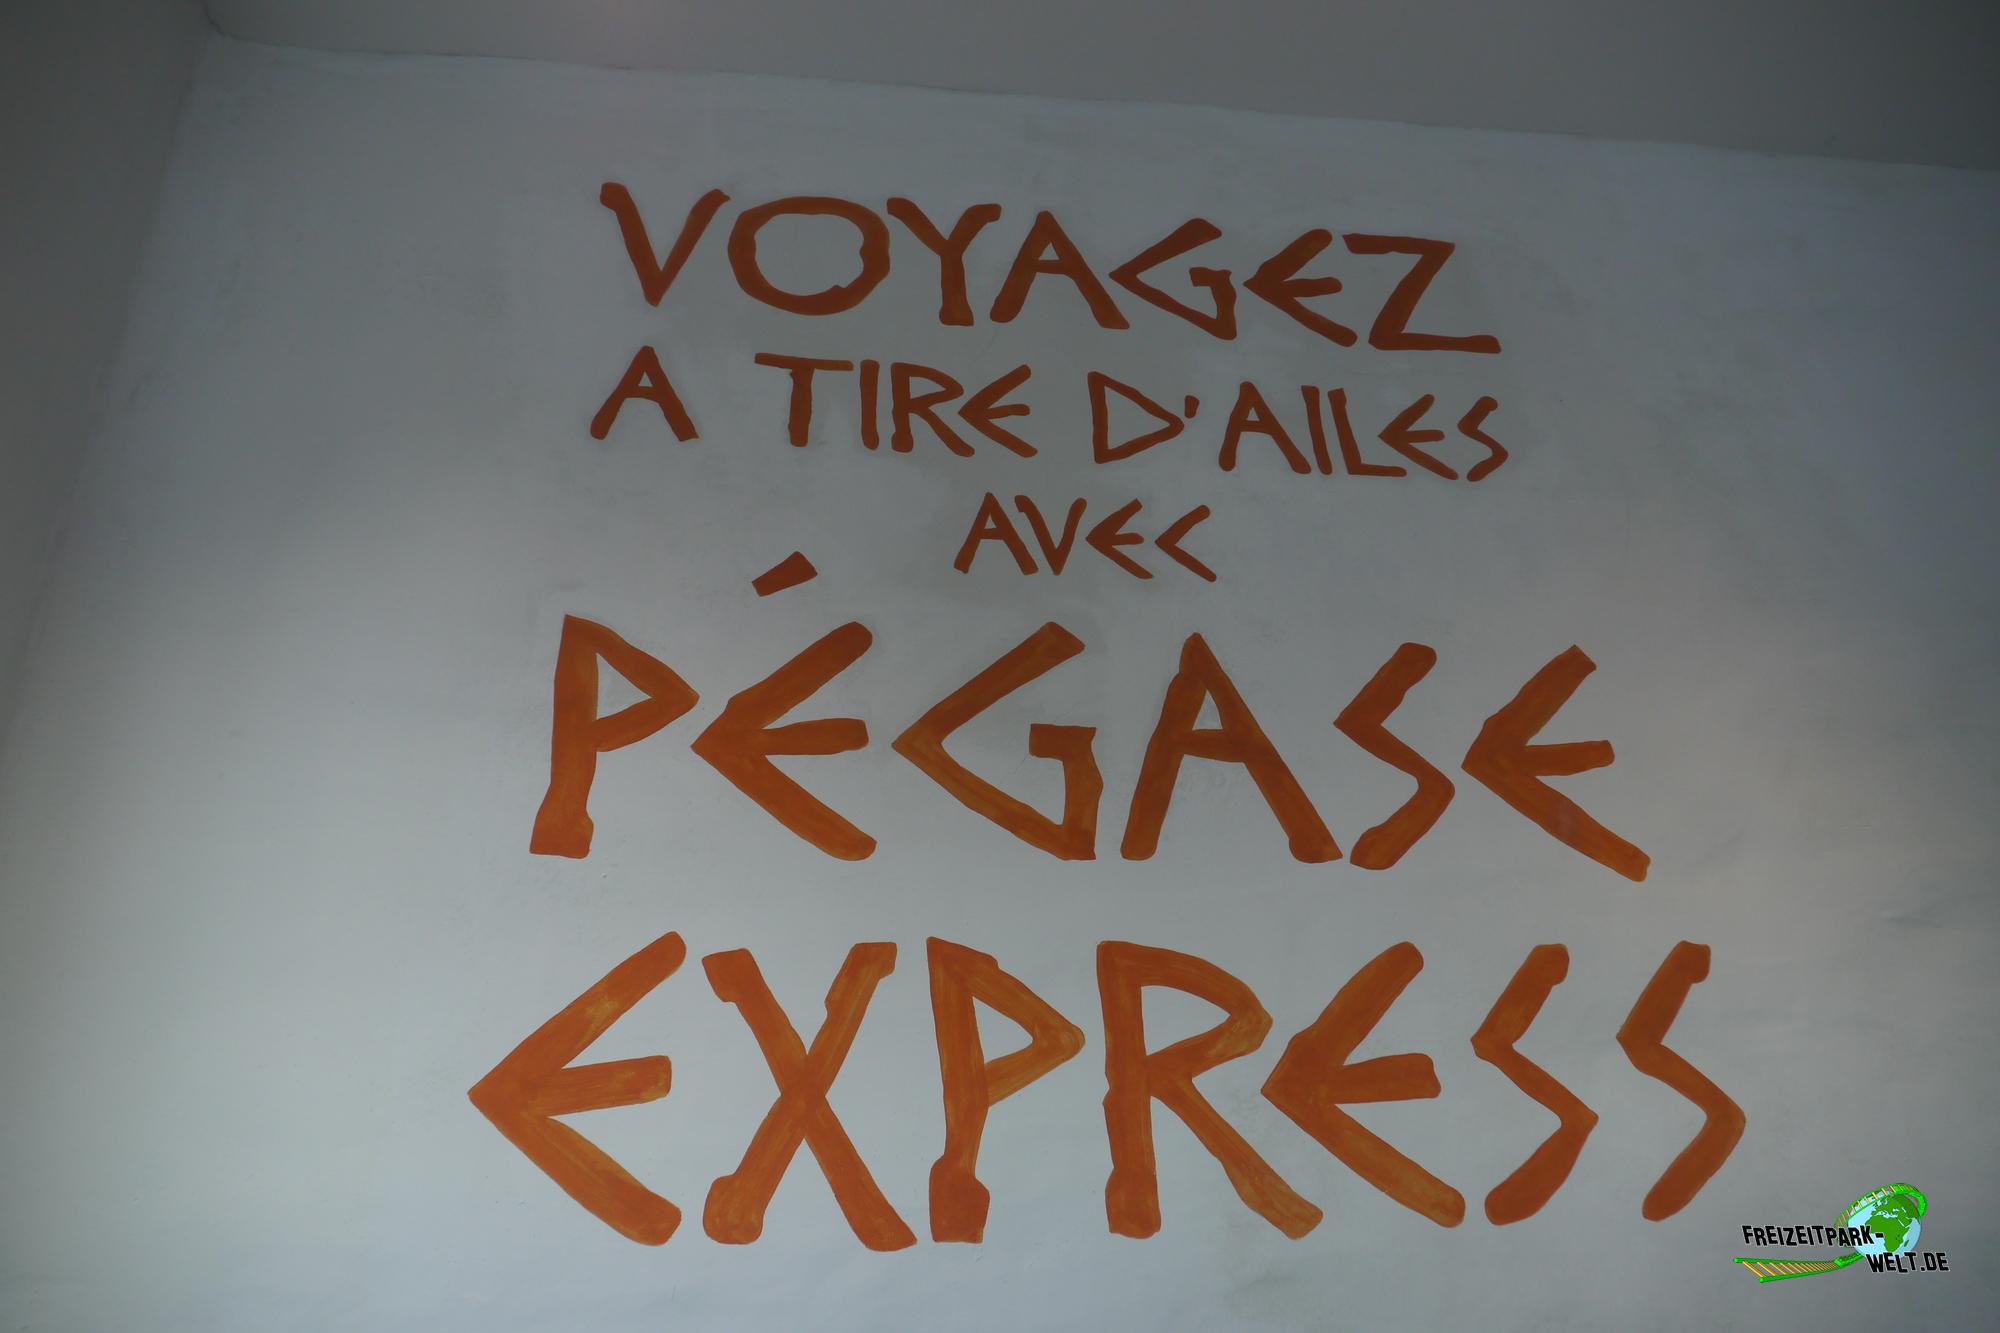 VOYAGEZ
A TIRE D'AILES
AVEC
PÉGASE
EXPRESS
FREIZEITPARK-
WELT.DE